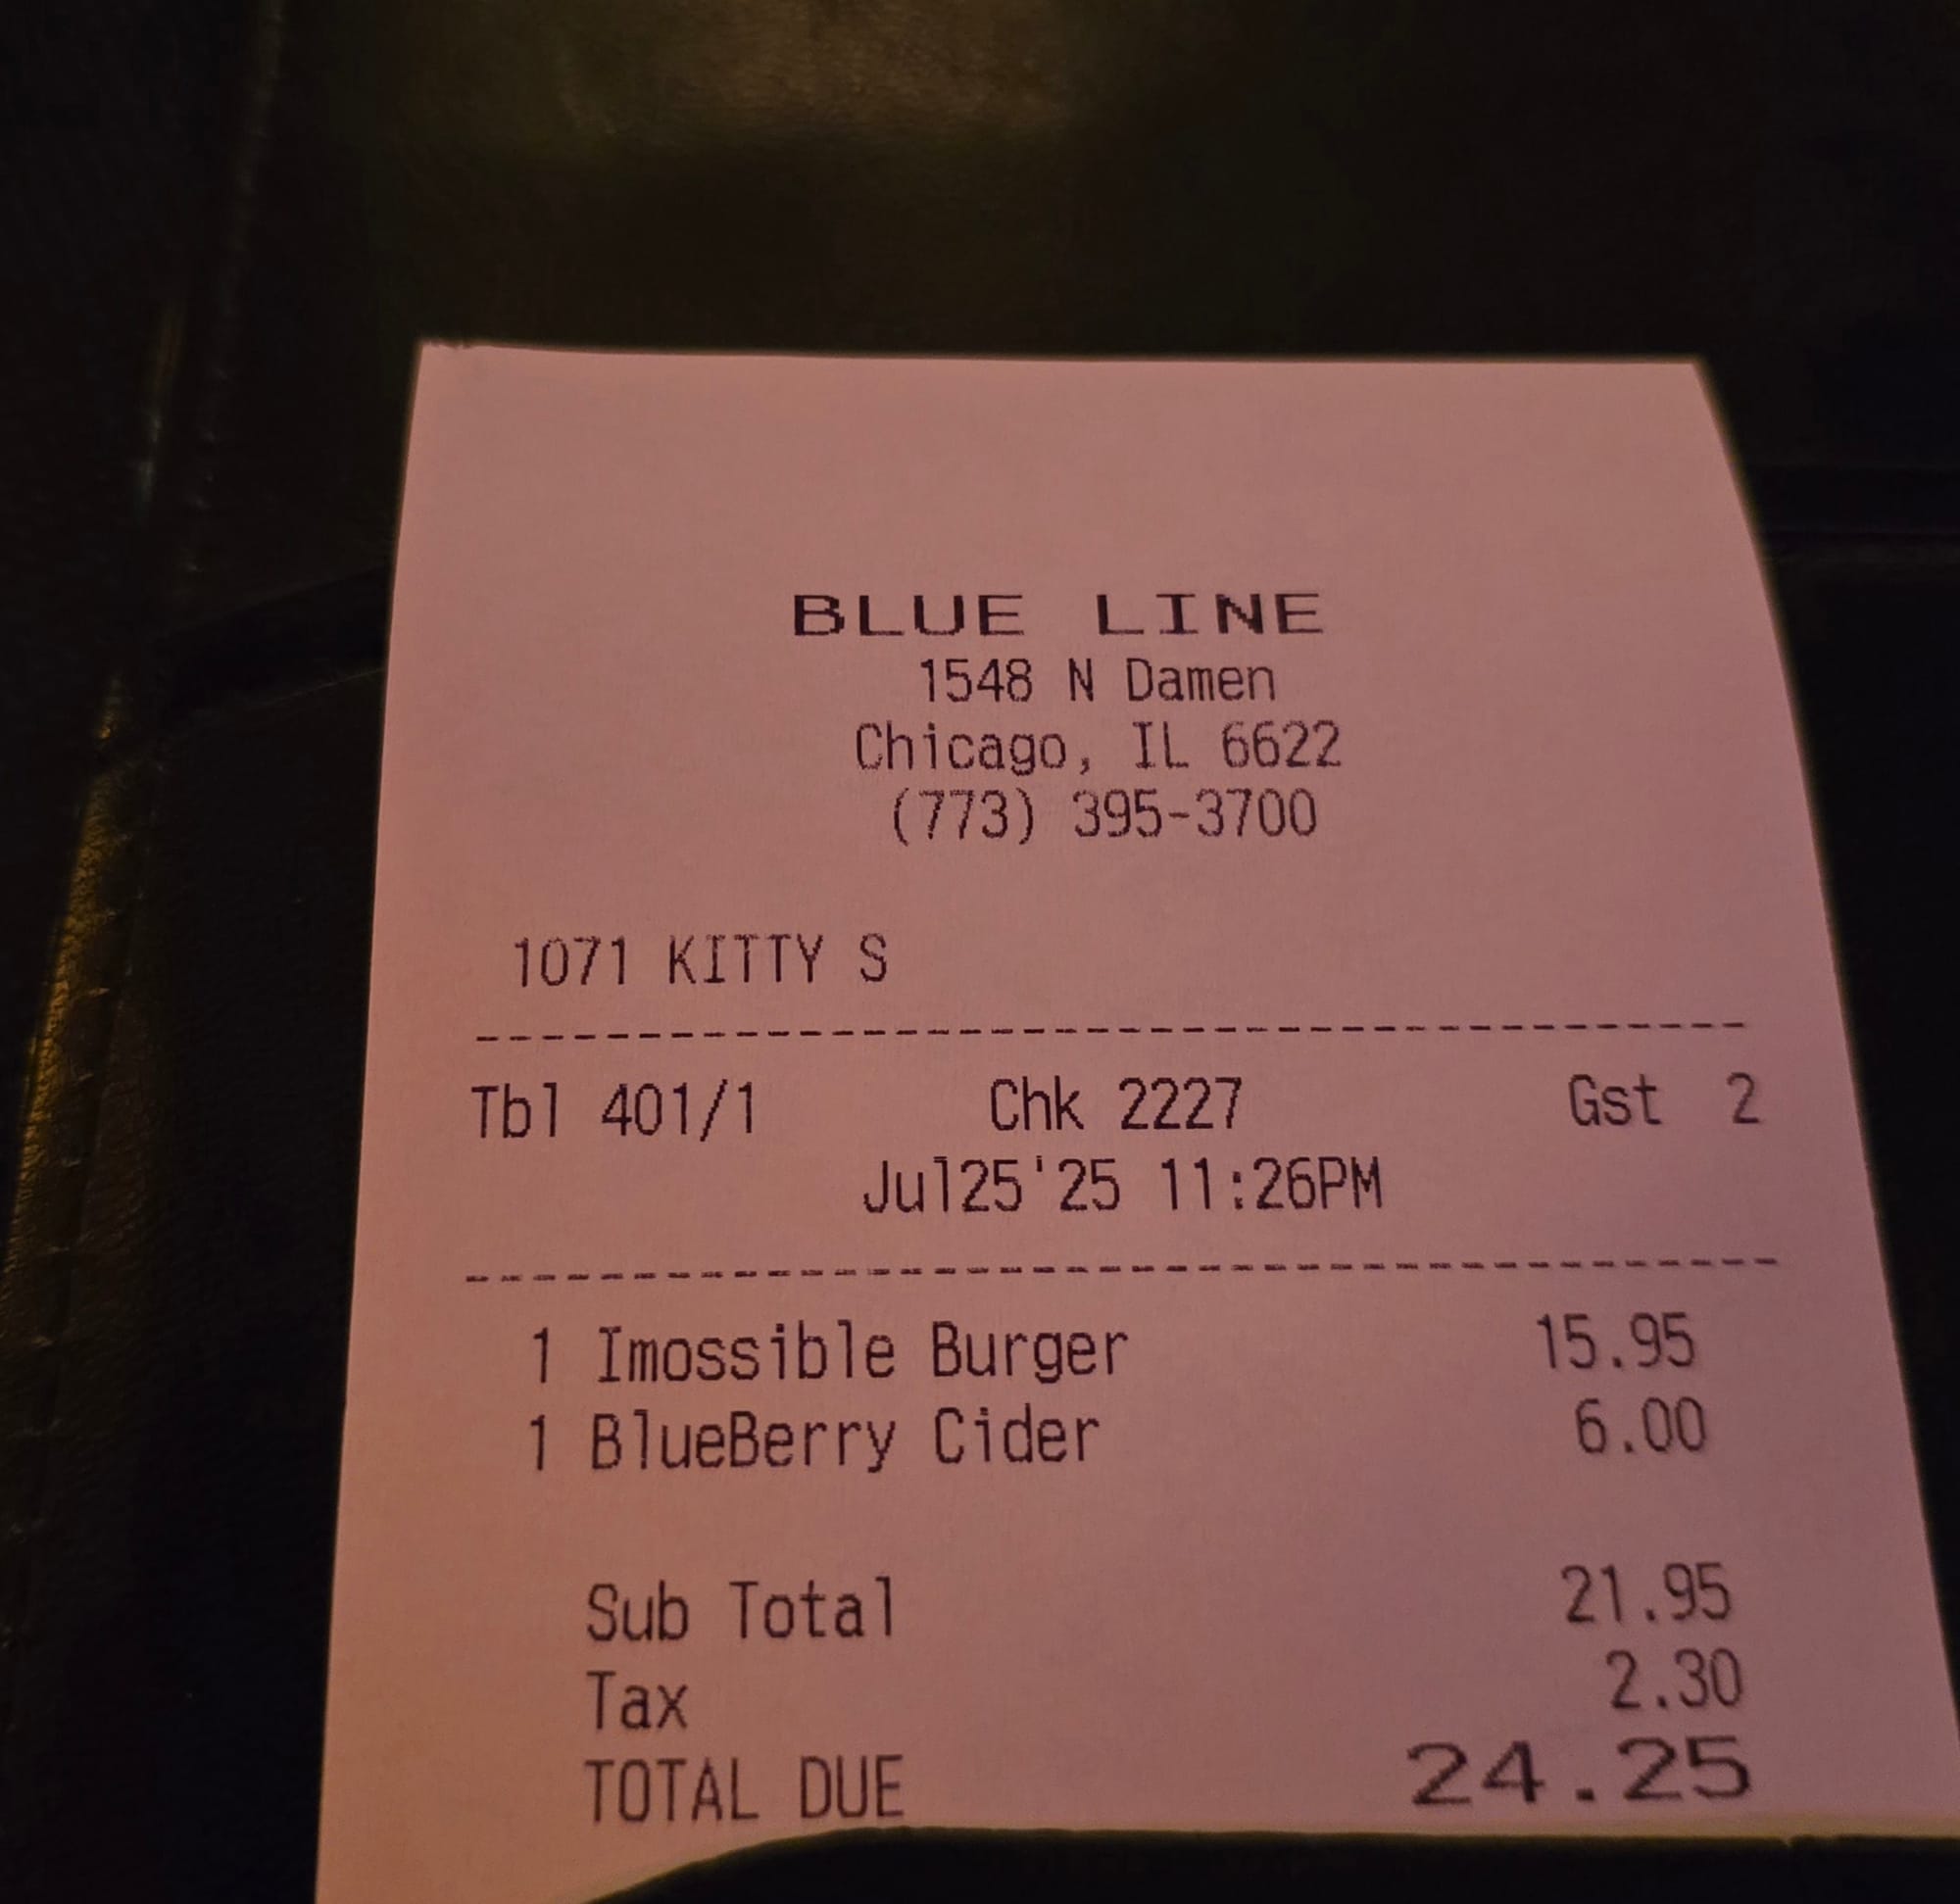 BLUE LINE
1548 N Damen
Chicago, IL 6622
(773) 395-3700
1071 KITTY S
----------------------------------------
Tbl 401/1 Chk 2227 Gst 2
Jul25'25 11:26PM
----------------------------------------
1 Imossible Burger 15.95
1 BlueBerry Cider 6.00
Sub Total 21.95
Tax 2.30
TOTAL DUE 24.25